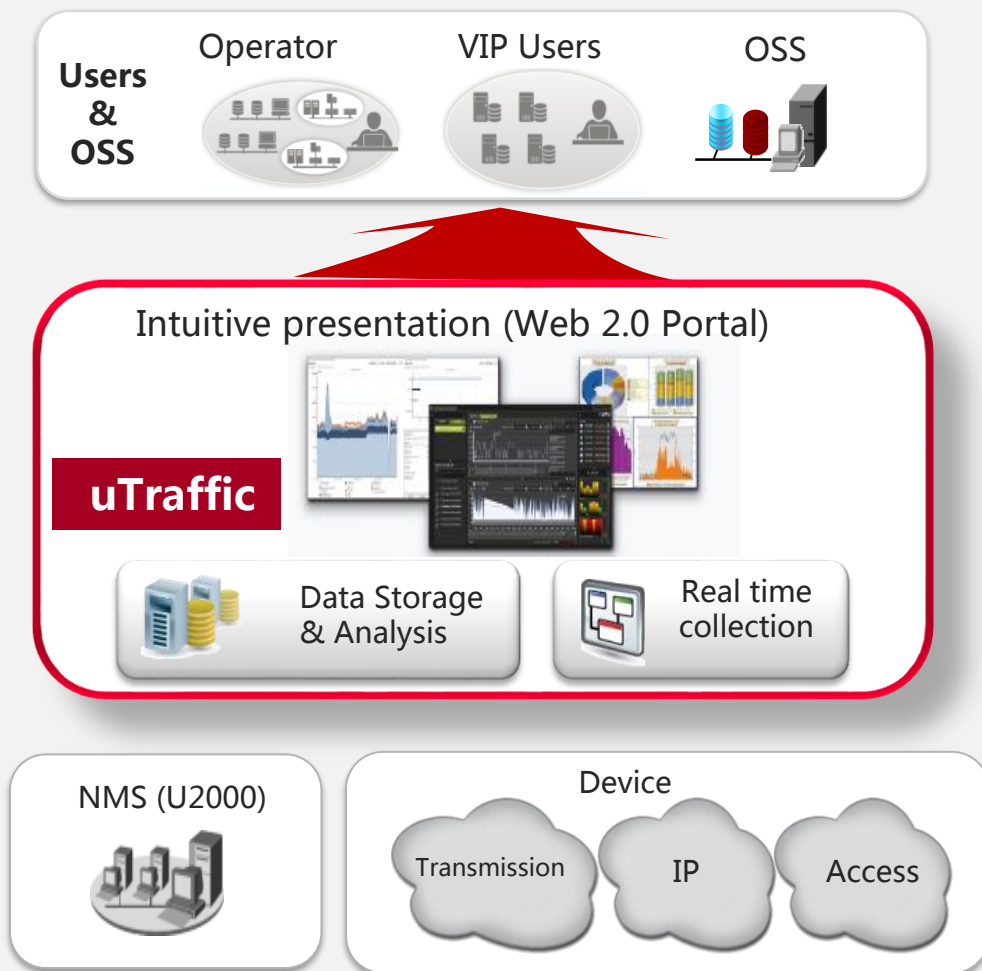 Users
&
OSS
Operator
VIP Users
OSS
Intuitive presentation (Web 2.0 Portal)
uTraffic
Data Storage
& Analysis
Real time
collection
NMS (U2000)
Device
Transmission
IP
Access